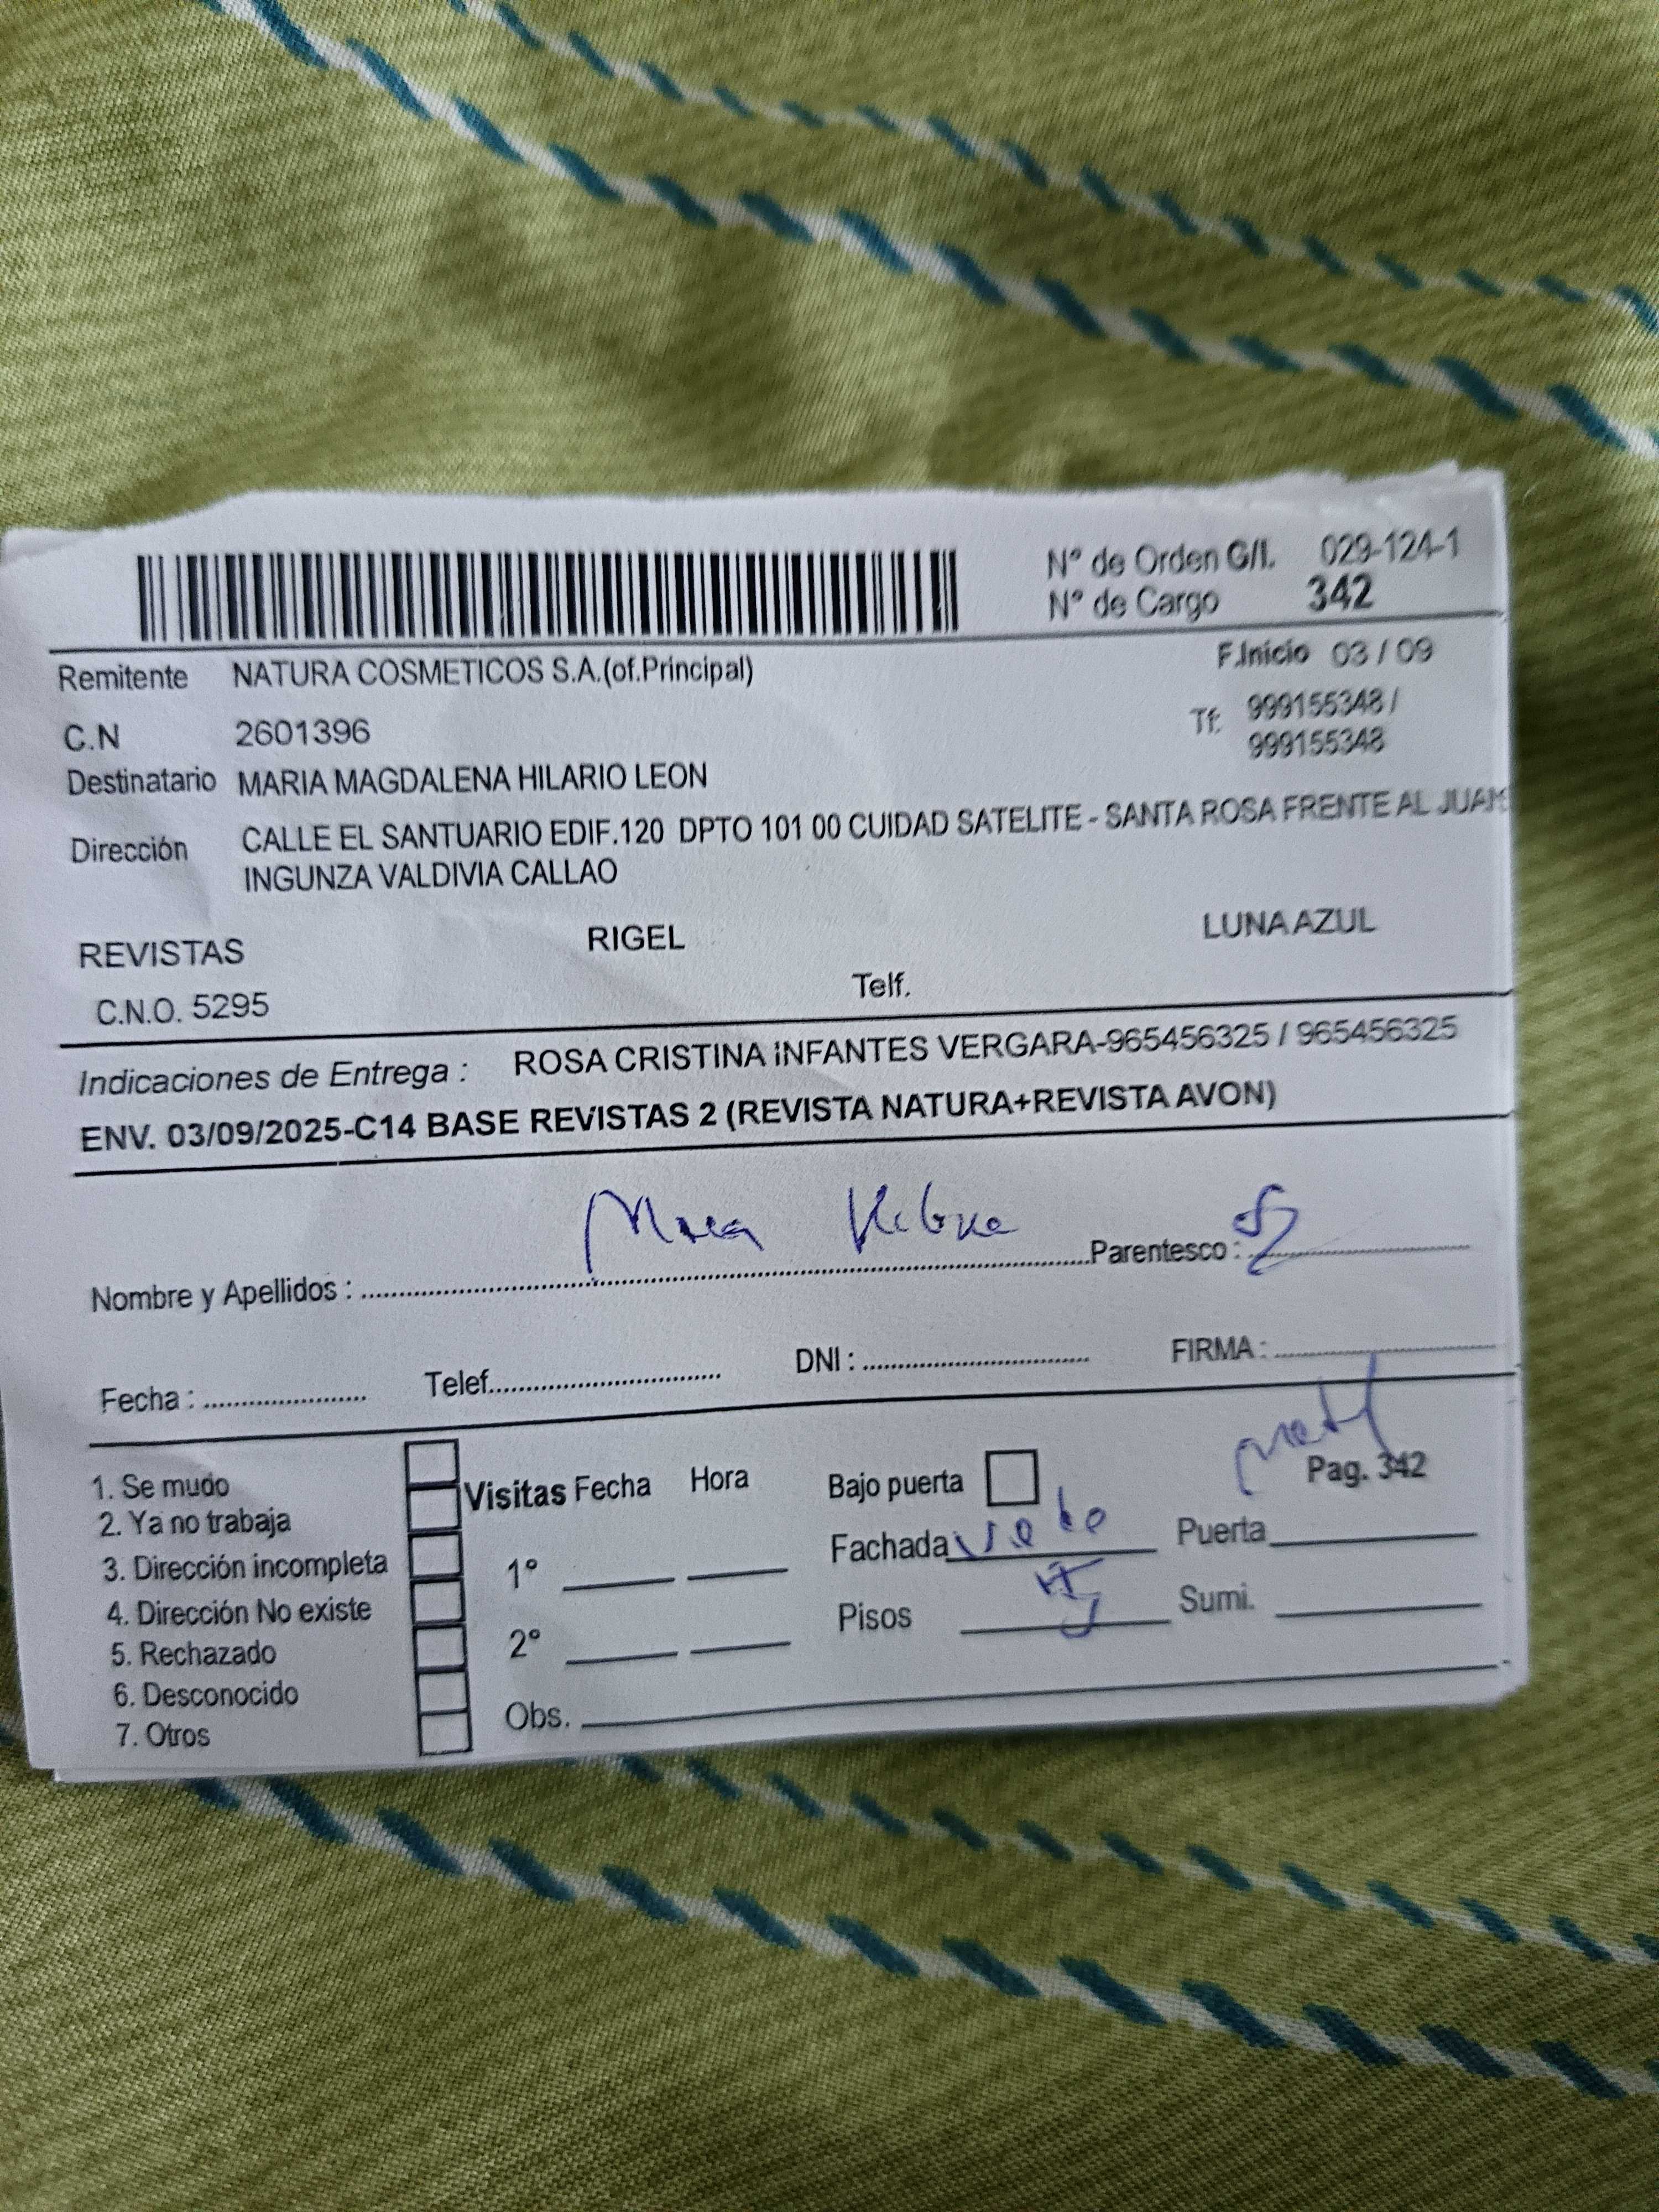 N° de Orden G/I. 029-124-1
N° de Cargo 342
F.Inicio 03 / 09
Remitente NATURA COSMETICOS S.A.(of.Principal)
Tf: 999155348 /
999155348
C.N 2601396
Destinatario MARIA MAGDALENA HILARIO LEON
Dirección CALLE EL SANTUARIO EDIF.120 DPTO 101 00 CUIDAD SATELITE - SANTA ROSA FRENTE AL JUAN
INGUNZA VALDIVIA CALLAO
REVISTAS RIGEL LUNA AZUL
C.N.O. 5295 Telf.
Indicaciones de Entrega : ROSA CRISTINA INFANTES VERGARA-965456325 / 965456325
ENV. 03/09/2025-C14 BASE REVISTAS 2 (REVISTA NATURA+REVISTA AVON)
Nombre y Apellidos : Parentesco :
Fecha : Telef. DNI : FIRMA :
Pag. 342
1. Se mudo
2. Ya no trabaja
3. Dirección incompleta
4. Dirección No existe
5. Rechazado
6. Desconocido
7. Otros
Visitas Fecha Hora
1°
2°
Obs.
Bajo puerta
Fachada Puerta
Pisos Sumi.